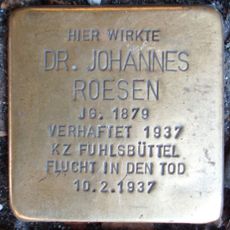 HIER WIRKTE
DR. JOHANNES
ROESEN
JG. 1879
VERHAFTET 1937
KZ FUHLSBÜTTEL
FLUCHT IN DEN TOD
10.2.1937